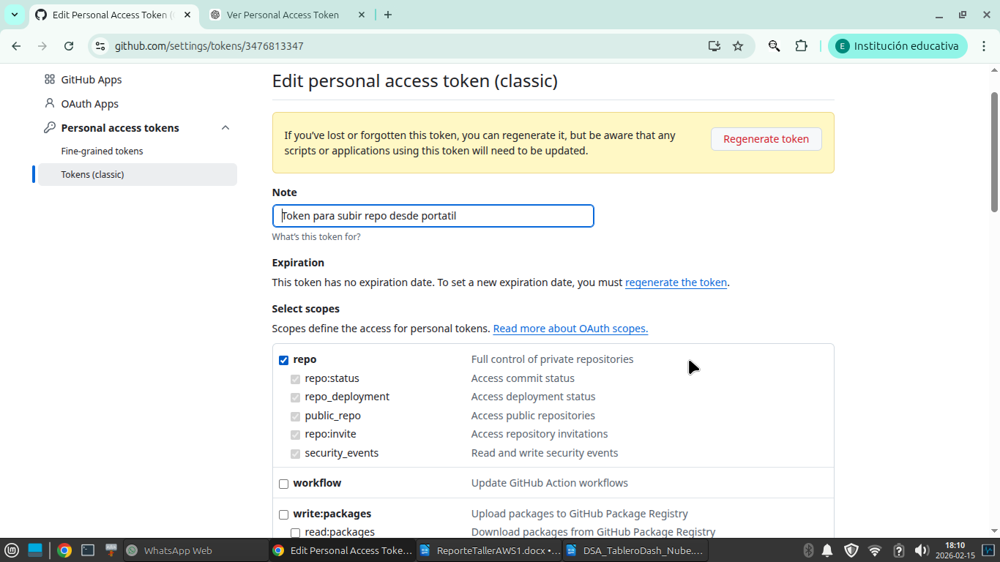 Edit Personal Access Token (
Ver Personal Access Token
github.com/settings/tokens/3476813347
E Institución educativa
GitHub Apps
OAuth Apps
Personal access tokens
Fine-grained tokens
Tokens (classic)
Edit personal access token (classic)
If you’ve lost or forgotten this token, you can regenerate it, but be aware that any
scripts or applications using this token will need to be updated.
Regenerate token
Note
Token para subir repo desde portatil
What’s this token for?
Expiration
This token has no expiration date. To set a new expiration date, you must regenerate the token.
Select scopes
Scopes define the access for personal tokens. Read more about OAuth scopes.
repo Full control of private repositories
repo:status Access commit status
repo_deployment Access deployment status
public_repo Access public repositories
repo:invite Access repository invitations
security_events Read and write security events
workflow Update GitHub Action workflows
write:packages Upload packages to GitHub Package Registry
read:packages Download packages from GitHub Package Registry
WhatsApp Web
Edit Personal Access Toke...
ReporteTallerAWS1.docx •...
DSA_TableroDash_Nube....
18:10
2026-02-15